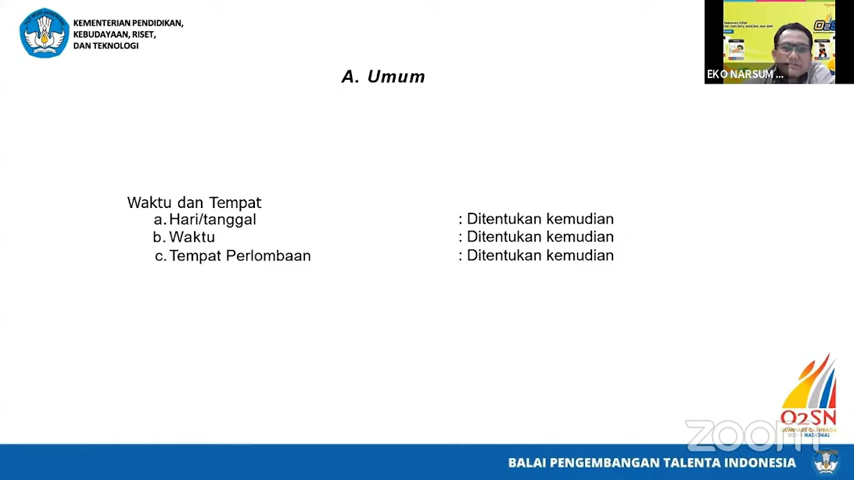 KEMENTERIAN PENDIDIKAN,
KEBUDAYAAN, RISET,
DAN TEKNOLOGI
EKO NARSUM ...
A. Umum
Waktu dan Tempat
a. Hari/tanggal : Ditentukan kemudian
b. Waktu : Ditentukan kemudian
c. Tempat Perlombaan : Ditentukan kemudian
O2SN
NASIONAL
zoom
BALAI PENGEMBANGAN TALENTA INDONESIA